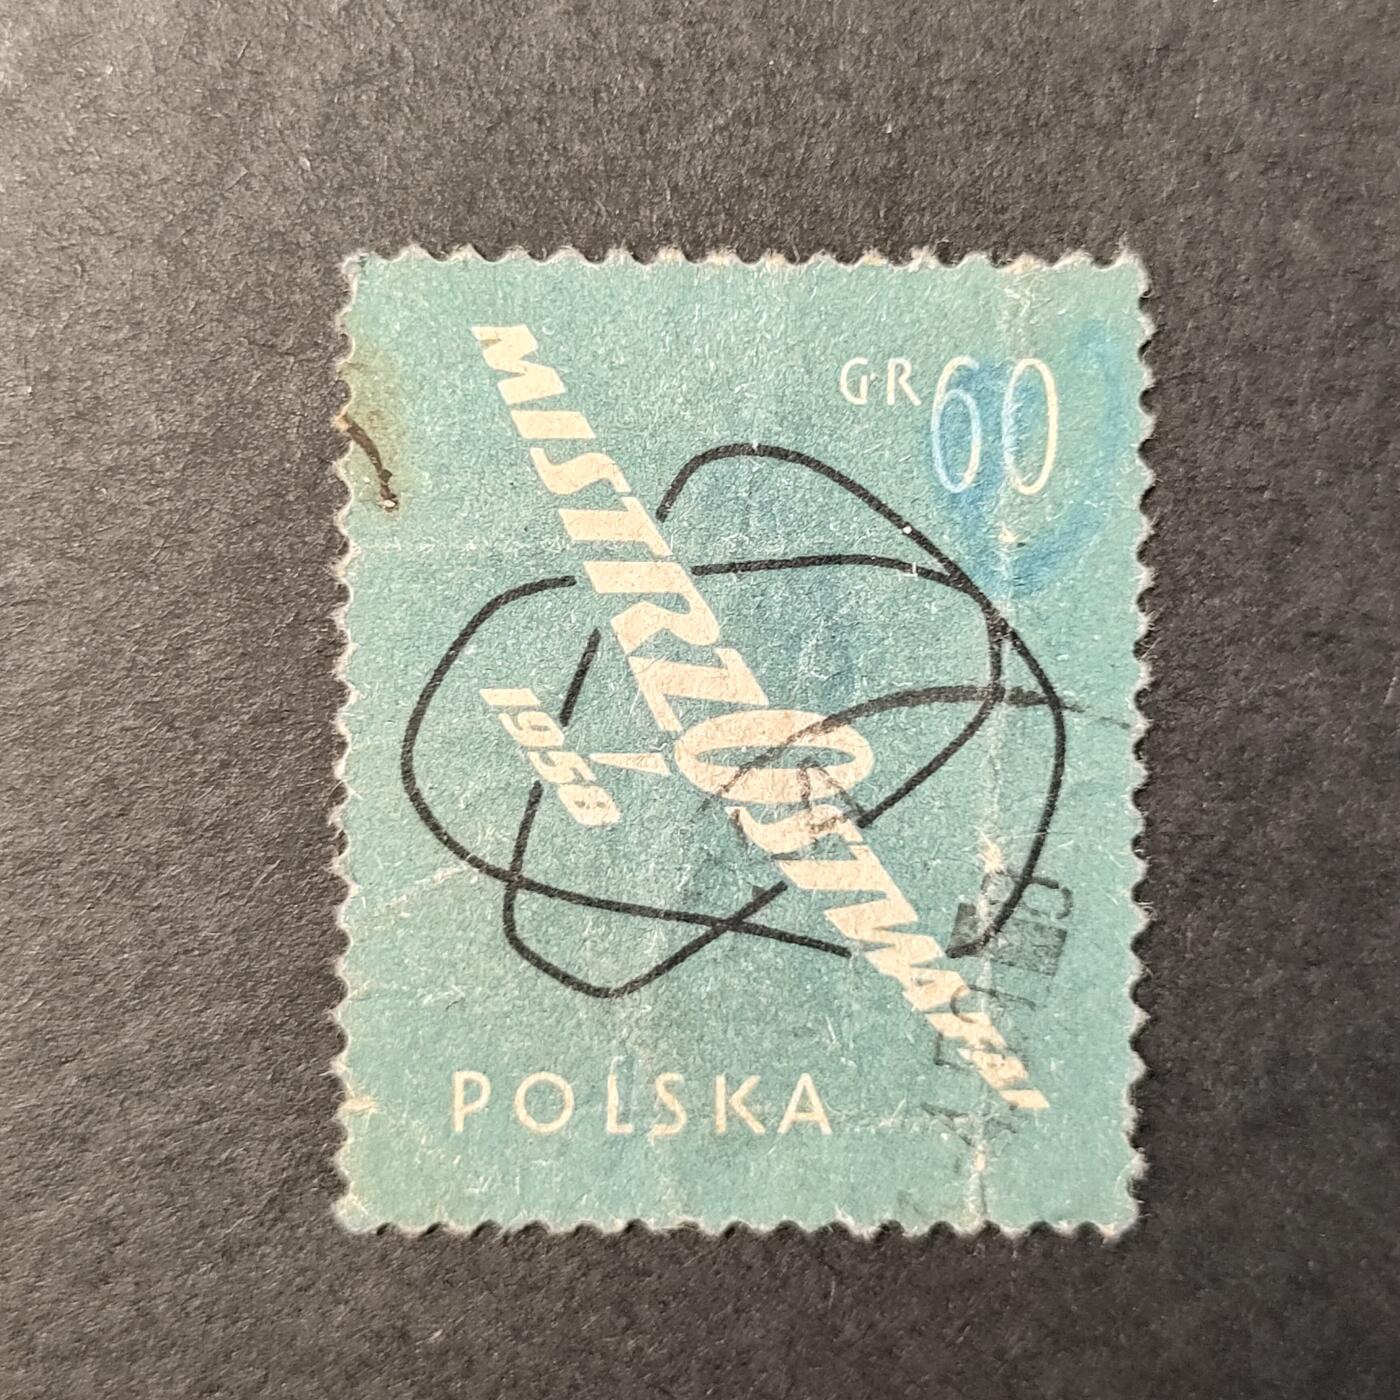 GR 60
MISTRZOSTWA
1958
POLSKA